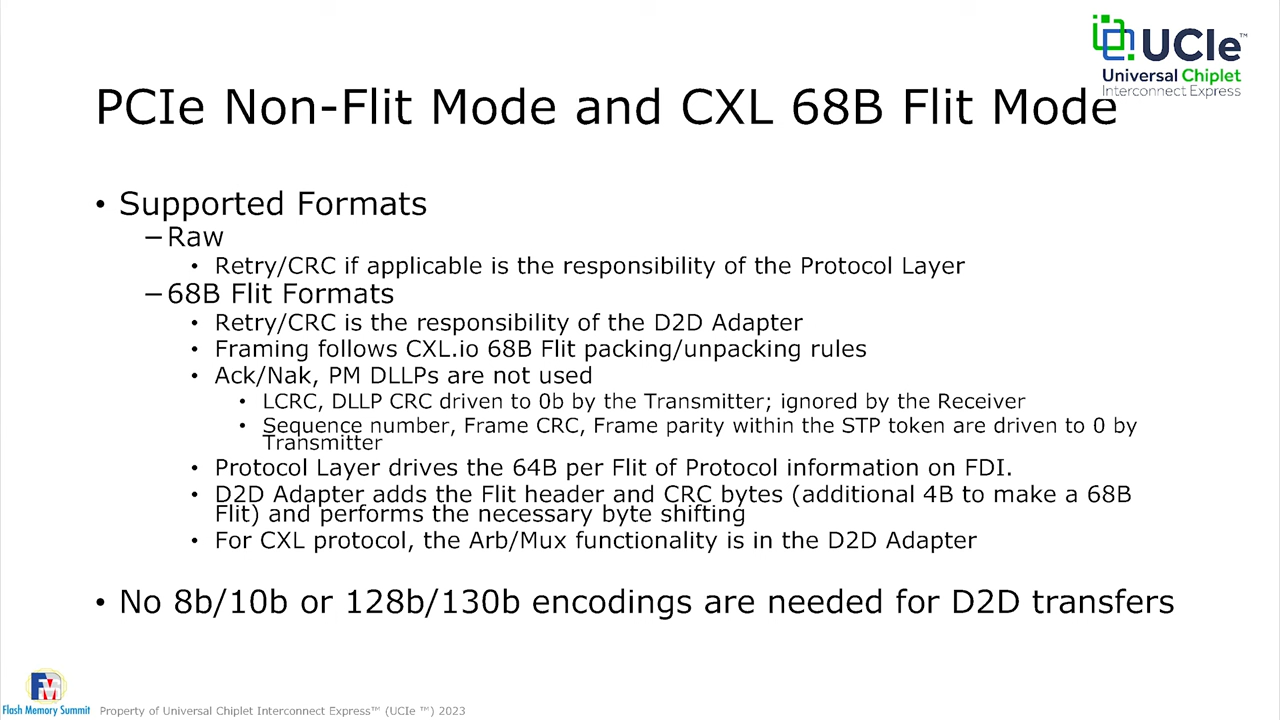 UCIe™
Universal Chiplet
Interconnect Express
PCIe Non-Flit Mode and CXL 68B Flit Mode
• Supported Formats
–Raw
• Retry/CRC if applicable is the responsibility of the Protocol Layer
–68B Flit Formats
• Retry/CRC is the responsibility of the D2D Adapter
• Framing follows CXL.io 68B Flit packing/unpacking rules
• Ack/Nak, PM DLLPs are not used
• LCRC, DLLP CRC driven to 0b by the Transmitter; ignored by the Receiver
• Sequence number, Frame CRC, Frame parity within the STP token are driven to 0 by
Transmitter
• Protocol Layer drives the 64B per Flit of Protocol information on FDI.
• D2D Adapter adds the Flit header and CRC bytes (additional 4B to make a 68B
Flit) and performs the necessary byte shifting
• For CXL protocol, the Arb/Mux functionality is in the D2D Adapter
• No 8b/10b or 128b/130b encodings are needed for D2D transfers
FMS
Flash Memory Summit
Property of Universal Chiplet Interconnect Express™ (UCIe ™) 2023